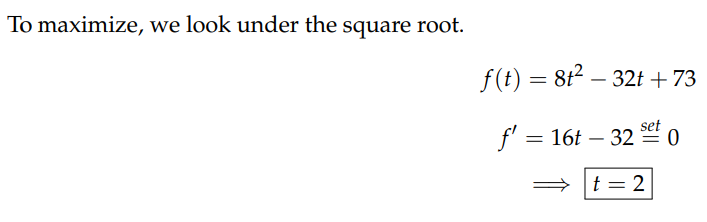 To maximize, we look under the square root.
f(t) = 8t² − 32t + 73
f′ = 16t − 32 set= 0
⟹ t = 2